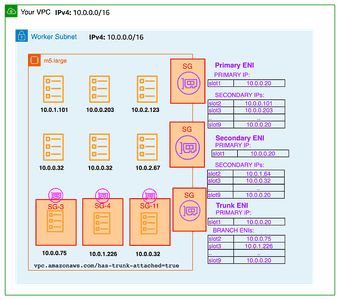 Your VPC IPv4: 10.0.0.0/16
Worker Subnet IPv4: 10.0.0.0/16
m5.large
10.0.1.101
10.0.0.203
10.0.2.123
10.0.0.32
10.0.0.32
10.0.2.67
SG-3
SG-4
SG-11
10.0.0.75
10.0.1.226
10.0.0.32
vpc.amazonaws.com/has-trunk-attached=true
SG
SG
SG
Primary ENI
PRIMARY IP:
slot1 10.0.0.20
SECONDARY IPs:
slot2 10.0.0.101
slot3 10.0.0.203
..
slot9 10.0.0.20
Secondary ENI
PRIMARY IP:
slot1 10.0.0.20
SECONDARY IPs:
slot2 10.0.1.64
slot3 10.0.0.32
..
slot9 10.0.0.20
Trunk ENI
PRIMARY IP:
slot1 10.0.0.20
BRANCH ENIs:
slot2 10.0.0.75
slot3 10.0.1.226
..
slot9 10.0.0.20